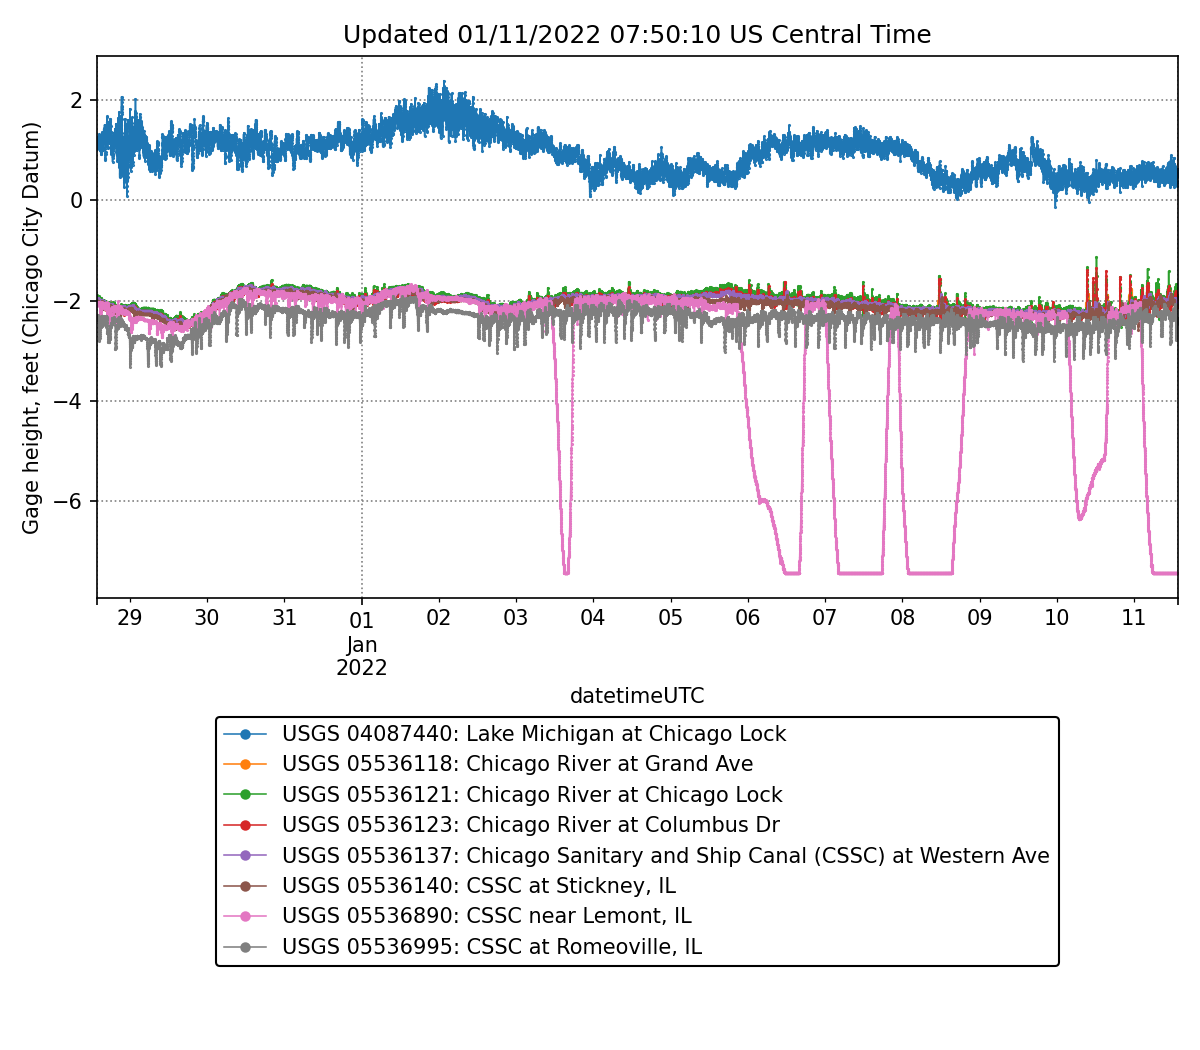 Updated 01/11/2022 07:50:10 US Central Time
Gage height, feet (Chicago City Datum)
2
0
−2
−4
−6
29
30
31
01
Jan
2022
02
03
04
05
06
07
08
09
10
11
datetimeUTC
USGS 04087440: Lake Michigan at Chicago Lock
USGS 05536118: Chicago River at Grand Ave
USGS 05536121: Chicago River at Chicago Lock
USGS 05536123: Chicago River at Columbus Dr
USGS 05536137: Chicago Sanitary and Ship Canal (CSSC) at Western Ave
USGS 05536140: CSSC at Stickney, IL
USGS 05536890: CSSC near Lemont, IL
USGS 05536995: CSSC at Romeoville, IL